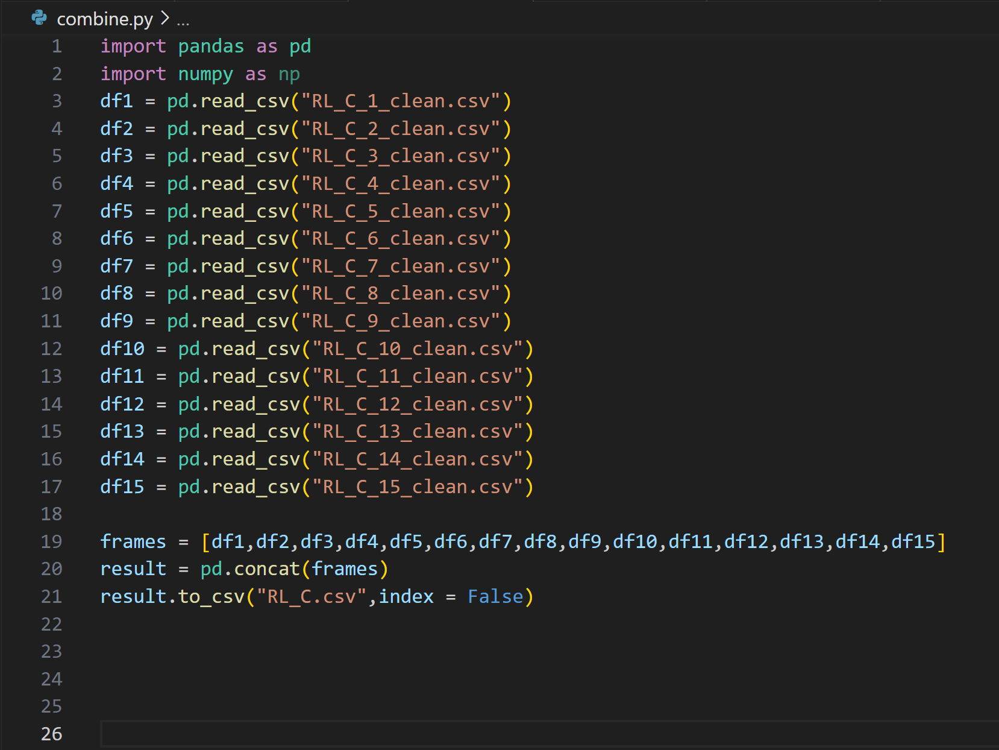 combine.py > ...
1 import pandas as pd
2 import numpy as np
3 df1 = pd.read_csv("RL_C_1_clean.csv")
4 df2 = pd.read_csv("RL_C_2_clean.csv")
5 df3 = pd.read_csv("RL_C_3_clean.csv")
6 df4 = pd.read_csv("RL_C_4_clean.csv")
7 df5 = pd.read_csv("RL_C_5_clean.csv")
8 df6 = pd.read_csv("RL_C_6_clean.csv")
9 df7 = pd.read_csv("RL_C_7_clean.csv")
10 df8 = pd.read_csv("RL_C_8_clean.csv")
11 df9 = pd.read_csv("RL_C_9_clean.csv")
12 df10 = pd.read_csv("RL_C_10_clean.csv")
13 df11 = pd.read_csv("RL_C_11_clean.csv")
14 df12 = pd.read_csv("RL_C_12_clean.csv")
15 df13 = pd.read_csv("RL_C_13_clean.csv")
16 df14 = pd.read_csv("RL_C_14_clean.csv")
17 df15 = pd.read_csv("RL_C_15_clean.csv")
18
19 frames = [df1,df2,df3,df4,df5,df6,df7,df8,df9,df10,df11,df12,df13,df14,df15]
20 result = pd.concat(frames)
21 result.to_csv("RL_C.csv",index = False)
22
23
24
25
26